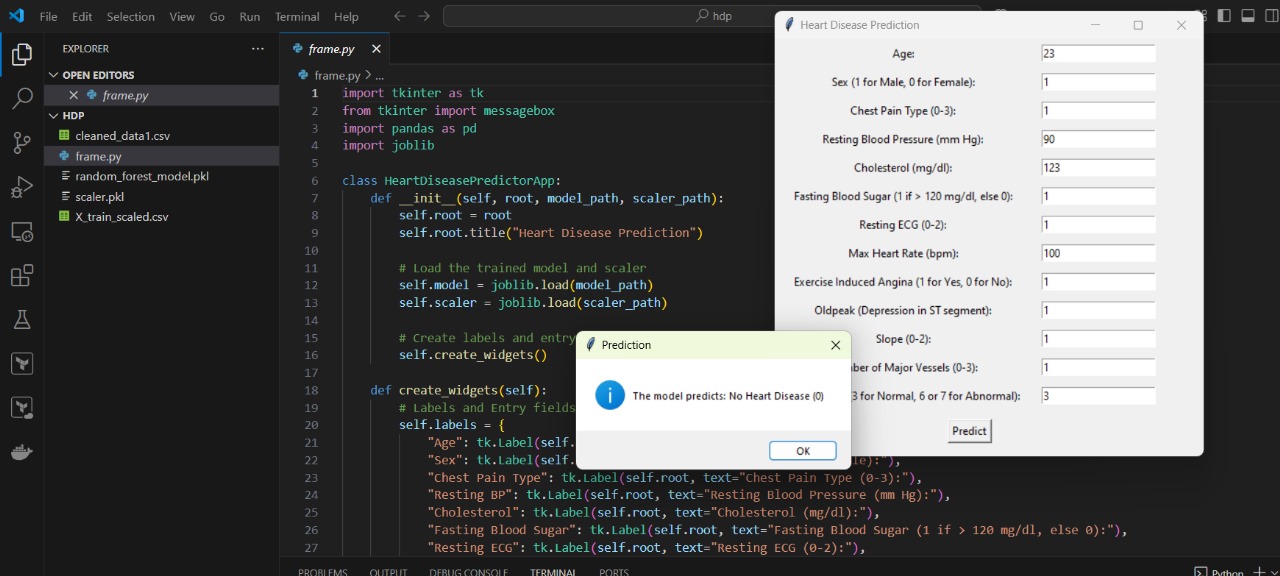 File Edit Selection View Go Run Terminal Help
hdp
EXPLORER
OPEN EDITORS
frame.py
HDP
cleaned_data1.csv
frame.py
random_forest_model.pkl
scaler.pkl
X_train_scaled.csv
frame.py
frame.py > ...
1 import tkinter as tk
2 from tkinter import messagebox
3 import pandas as pd
4 import joblib
5
6 class HeartDiseasePredictorApp:
7 def __init__(self, root, model_path, scaler_path):
8 self.root = root
9 self.root.title("Heart Disease Prediction")
10
11 # Load the trained model and scaler
12 self.model = joblib.load(model_path)
13 self.scaler = joblib.load(scaler_path)
14
15 # Create labels and entry
16 self.create_widgets()
17
18 def create_widgets(self):
19 # Labels and Entry fields
20 self.labels = {
21 "Age": tk.Label(self.
22 "Sex": tk.Label(self.
23 "Chest Pain Type": tk.Label(self.root, text="Chest Pain Type (0-3):"),
24 "Resting BP": tk.Label(self.root, text="Resting Blood Pressure (mm Hg):"),
25 "Cholesterol": tk.Label(self.root, text="Cholesterol (mg/dl):"),
26 "Fasting Blood Sugar": tk.Label(self.root, text="Fasting Blood Sugar (1 if > 120 mg/dl, else 0):"),
27 "Resting ECG": tk.Label(self.root, text="Resting ECG (0-2):"),
PROBLEMS OUTPUT DEBUG CONSOLE TERMINAL PORTS
Python
Heart Disease Prediction
Age: 23
Sex (1 for Male, 0 for Female): 1
Chest Pain Type (0-3): 1
Resting Blood Pressure (mm Hg): 90
Cholesterol (mg/dl): 123
Fasting Blood Sugar (1 if > 120 mg/dl, else 0): 1
Resting ECG (0-2): 1
Max Heart Rate (bpm): 100
Exercise Induced Angina (1 for Yes, 0 for No): 1
Oldpeak (Depression in ST segment): 1
Slope (0-2): 1
of Major Vessels (0-3): 1
3 for Normal, 6 or 7 for Abnormal): 3
Predict
Prediction
The model predicts: No Heart Disease (0)
OK